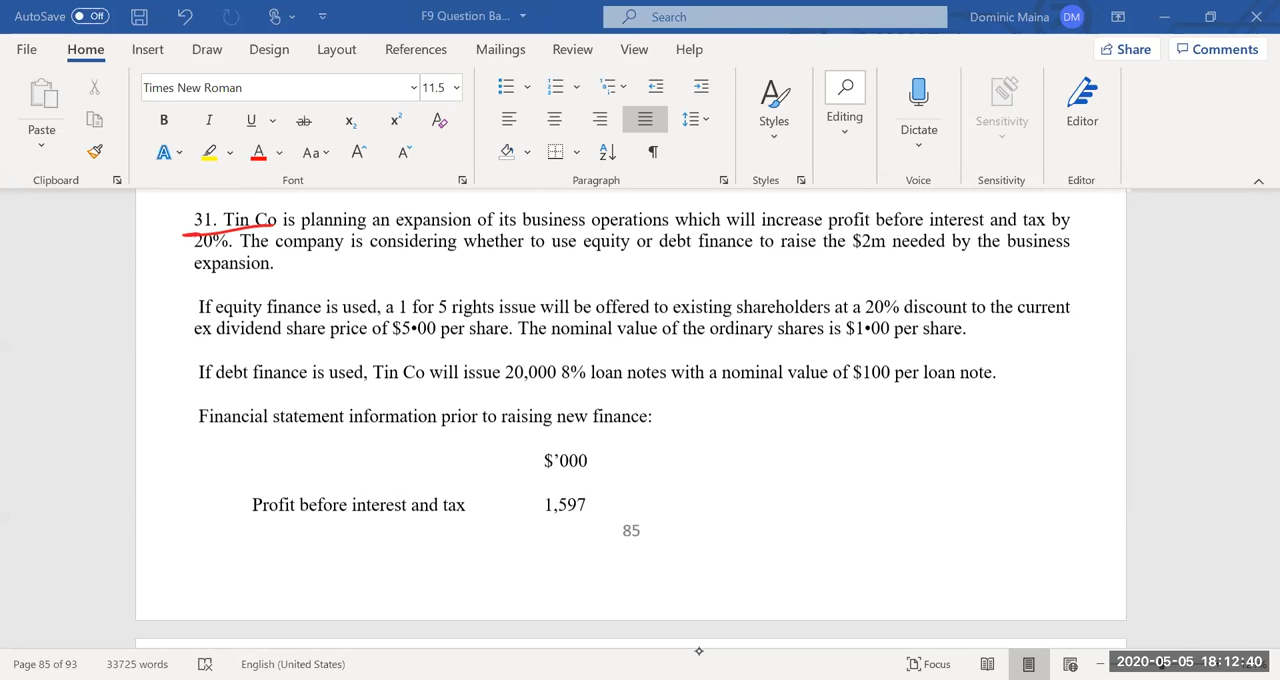 AutoSave Off F9 Question Ba... Search Dominic Maina DM
File Home Insert Draw Design Layout References Mailings Review View Help Share Comments
Times New Roman 11.5
Paste Styles Editing Dictate Sensitivity Editor
Clipboard Font Paragraph Styles Voice Sensitivity Editor
31. Tin Co is planning an expansion of its business operations which will increase profit before interest and tax by
20%. The company is considering whether to use equity or debt finance to raise the $2m needed by the business
expansion.
If equity finance is used, a 1 for 5 rights issue will be offered to existing shareholders at a 20% discount to the current
ex dividend share price of $5•00 per share. The nominal value of the ordinary shares is $1•00 per share.
If debt finance is used, Tin Co will issue 20,000 8% loan notes with a nominal value of $100 per loan note.
Financial statement information prior to raising new finance:
$’000
Profit before interest and tax 1,597
85
Page 85 of 93 33725 words English (United States) Focus 2020-05-05 18:12:40